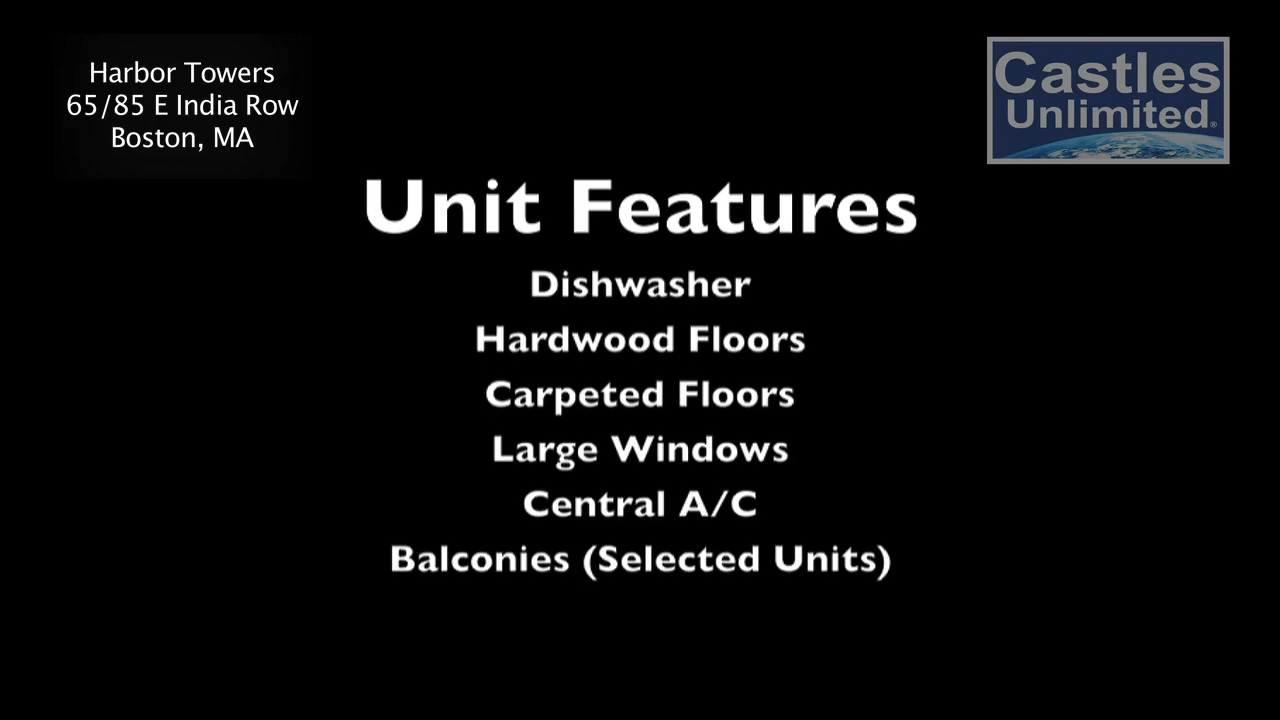 Harbor Towers
65/85 E India Row
Boston, MA
Castles
Unlimited®
Unit Features
Dishwasher
Hardwood Floors
Carpeted Floors
Large Windows
Central A/C
Balconies (Selected Units)